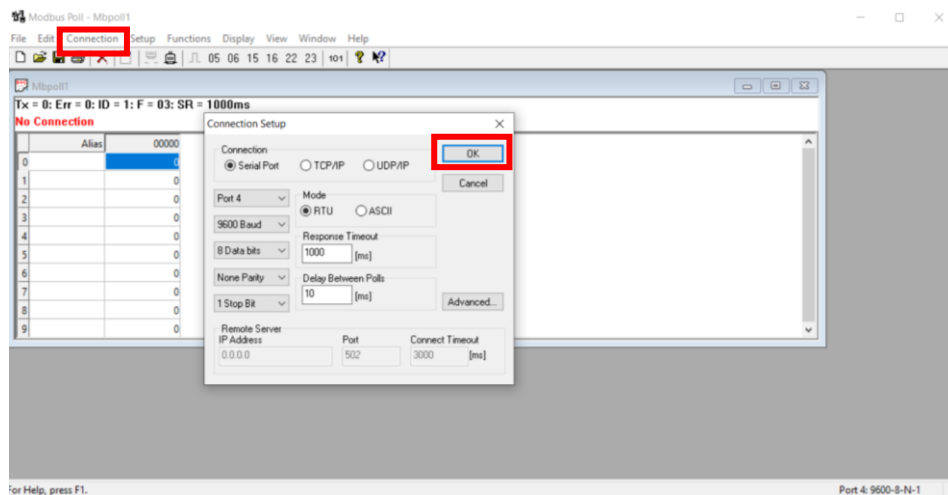 Modbus Poll - Mbpoll1
File Edit Connection Setup Functions Display View Window Help
05 06 15 16 22 23 101
Mbpoll1
Tx = 0: Err = 0: ID = 1: F = 03: SR = 1000ms
No Connection
Alias 00000
0 0
1 0
2 0
3 0
4 0
5 0
6 0
7 0
8 0
9 0
Connection Setup
Connection
Serial Port TCP/IP UDP/IP
OK
Cancel
Port 4
Mode
RTU ASCII
9600 Baud
Response Timeout
8 Data bits
1000 [ms]
None Parity
Delay Between Polls
10 [ms]
1 Stop Bit
Advanced...
Remote Server
IP Address Port Connect Timeout
0.0.0.0 502 3000 [ms]
For Help, press F1.
Port 4: 9600-8-N-1